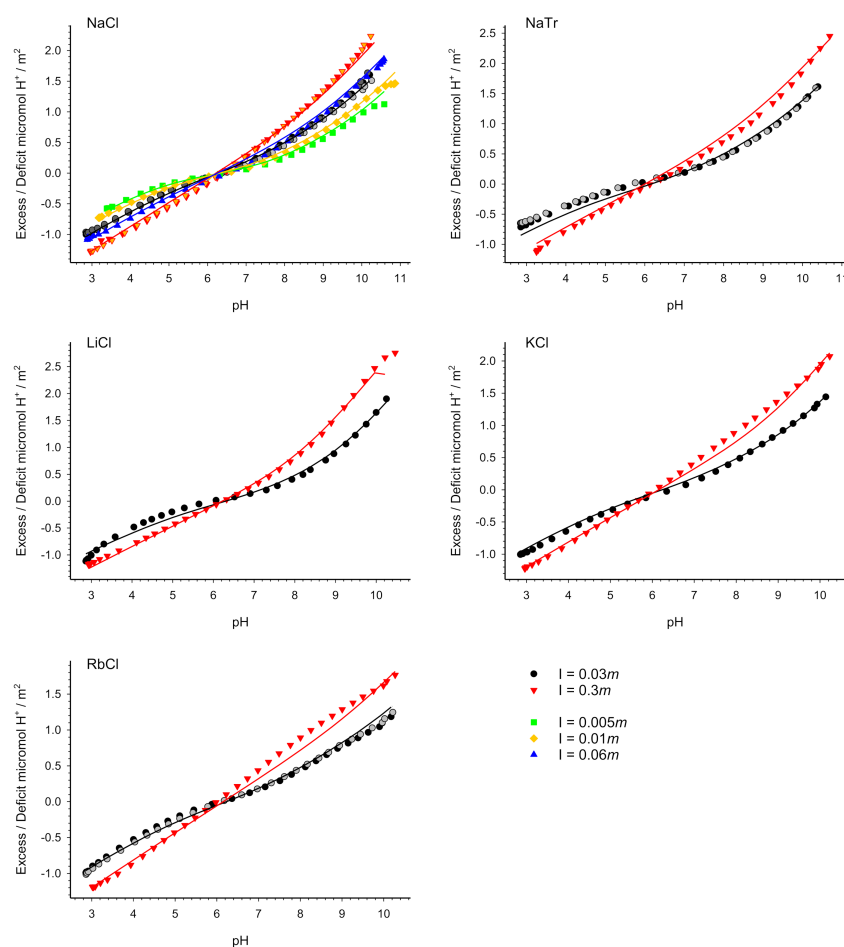 NaCl
Excess / Deficit micromol H⁺ / m²
2.0
1.5
1.0
0.5
0.0
-0.5
-1.0
3 4 5 6 7 8 9 10 11
pH
NaTr
Excess / Deficit micromol H⁺ / m²
2.5
2.0
1.5
1.0
0.5
0.0
-0.5
-1.0
3 4 5 6 7 8 9 10 11
pH
LiCl
Excess / Deficit micromol H⁺ / m²
2.5
2.0
1.5
1.0
0.5
0.0
-0.5
-1.0
3 4 5 6 7 8 9 10
pH
KCl
Excess / Deficit micromol H⁺ / m²
2.0
1.5
1.0
0.5
0.0
-0.5
-1.0
3 4 5 6 7 8 9 10
pH
RbCl
Excess / Deficit micromol H⁺ / m²
1.5
1.0
0.5
0.0
-0.5
-1.0
3 4 5 6 7 8 9 10
pH
I = 0.03m
I = 0.3m
I = 0.005m
I = 0.01m
I = 0.06m